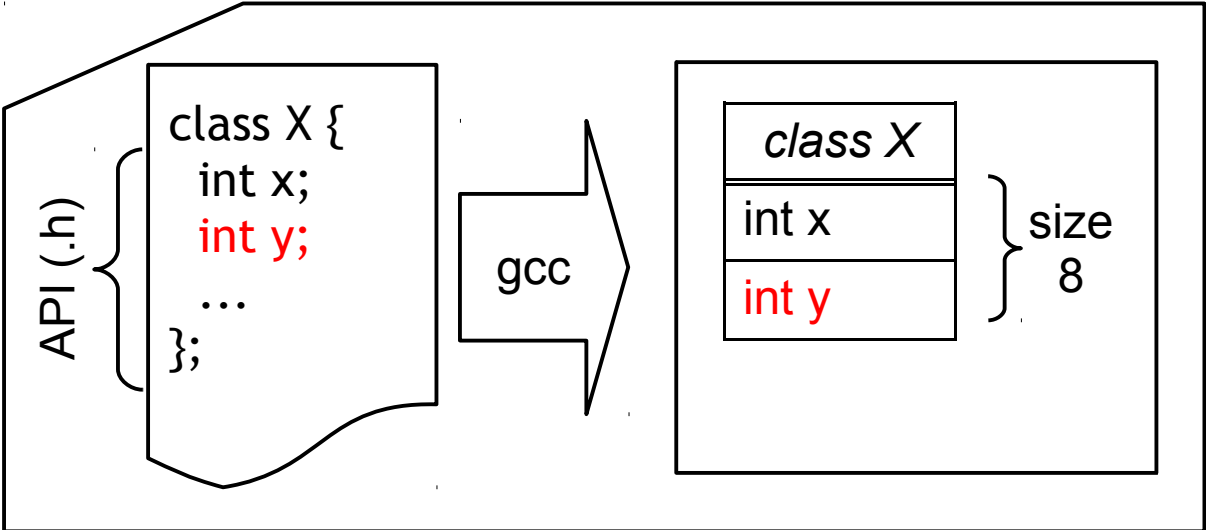 API (.h)
class X {
int x;
int y;
...
};
gcc
class X
int x
int y
size
8